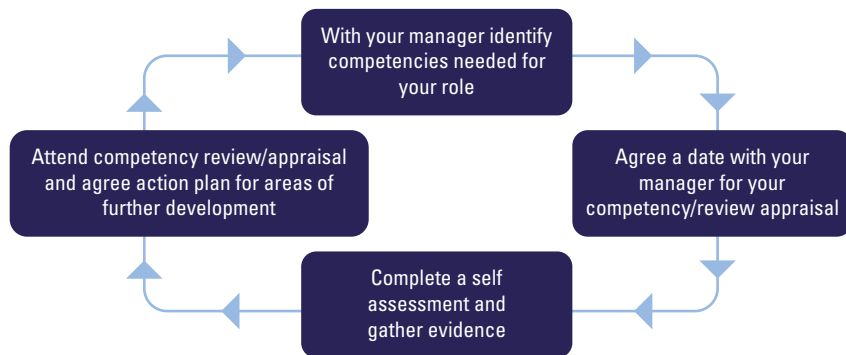 With your manager identify
competencies needed for
your role
Agree a date with your
manager for your
competency/review appraisal
Complete a self
assessment and
gather evidence
Attend competency review/appraisal
and agree action plan for areas of
further development